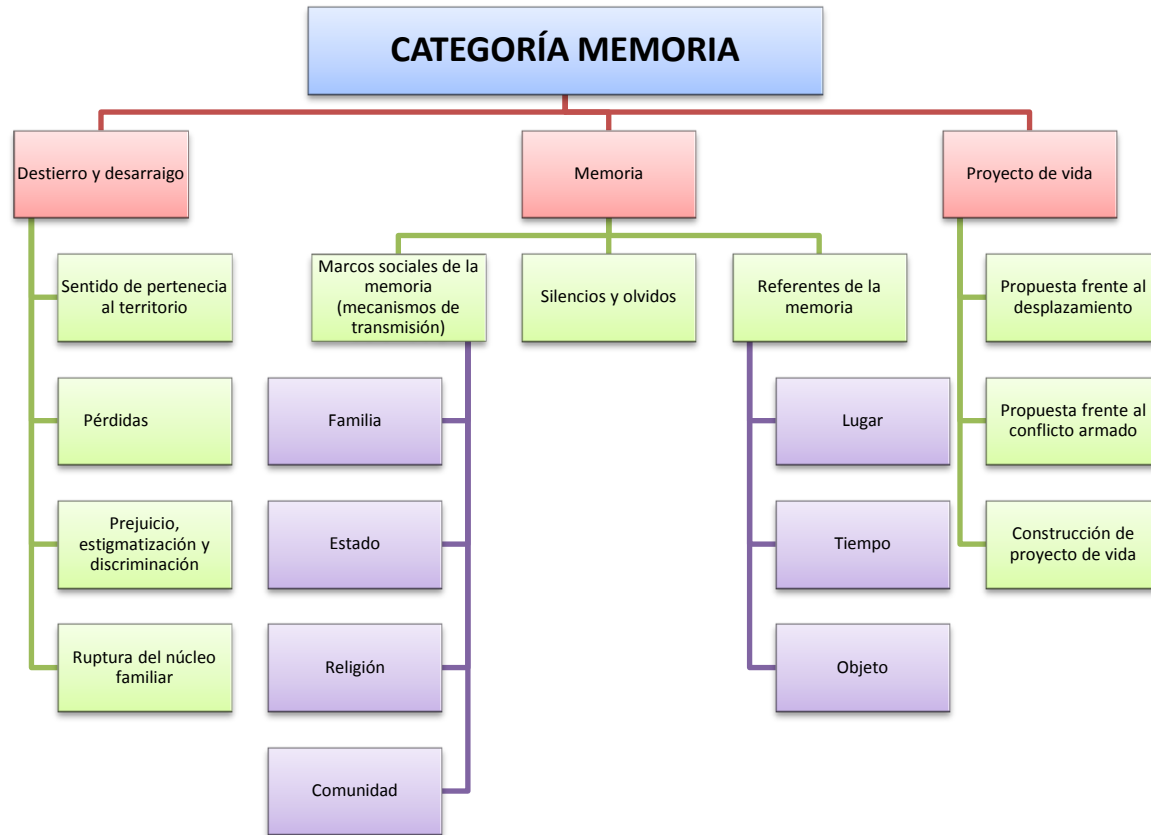 CATEGORÍA MEMORIA
Destierro y desarraigo
Memoria
Proyecto de vida
Sentido de pertenecia
al territorio
Pérdidas
Prejuicio,
estigmatización y
discriminación
Ruptura del núcleo
familiar
Marcos sociales de la
memoria
(mecanismos de
transmisión)
Familia
Estado
Religión
Comunidad
Silencios y olvidos
Referentes de la
memoria
Lugar
Tiempo
Objeto
Propuesta frente al
desplazamiento
Propuesta frente al
conflicto armado
Construcción de
proyecto de vida